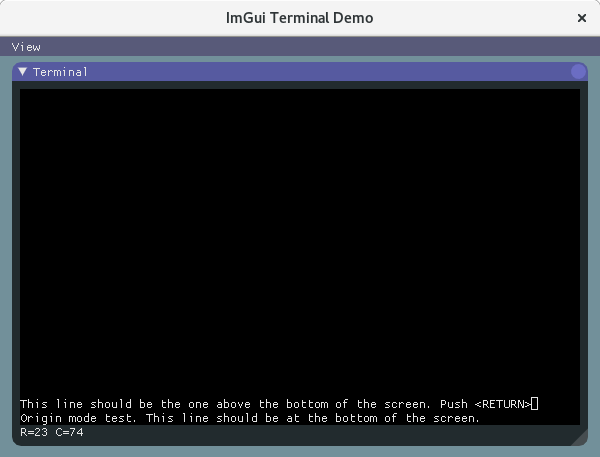 ImGui Terminal Demo
View
Terminal
This line should be the one above the bottom of the screen. Push <RETURN>
Origin mode test. This line should be at the bottom of the screen.
R=23 C=74